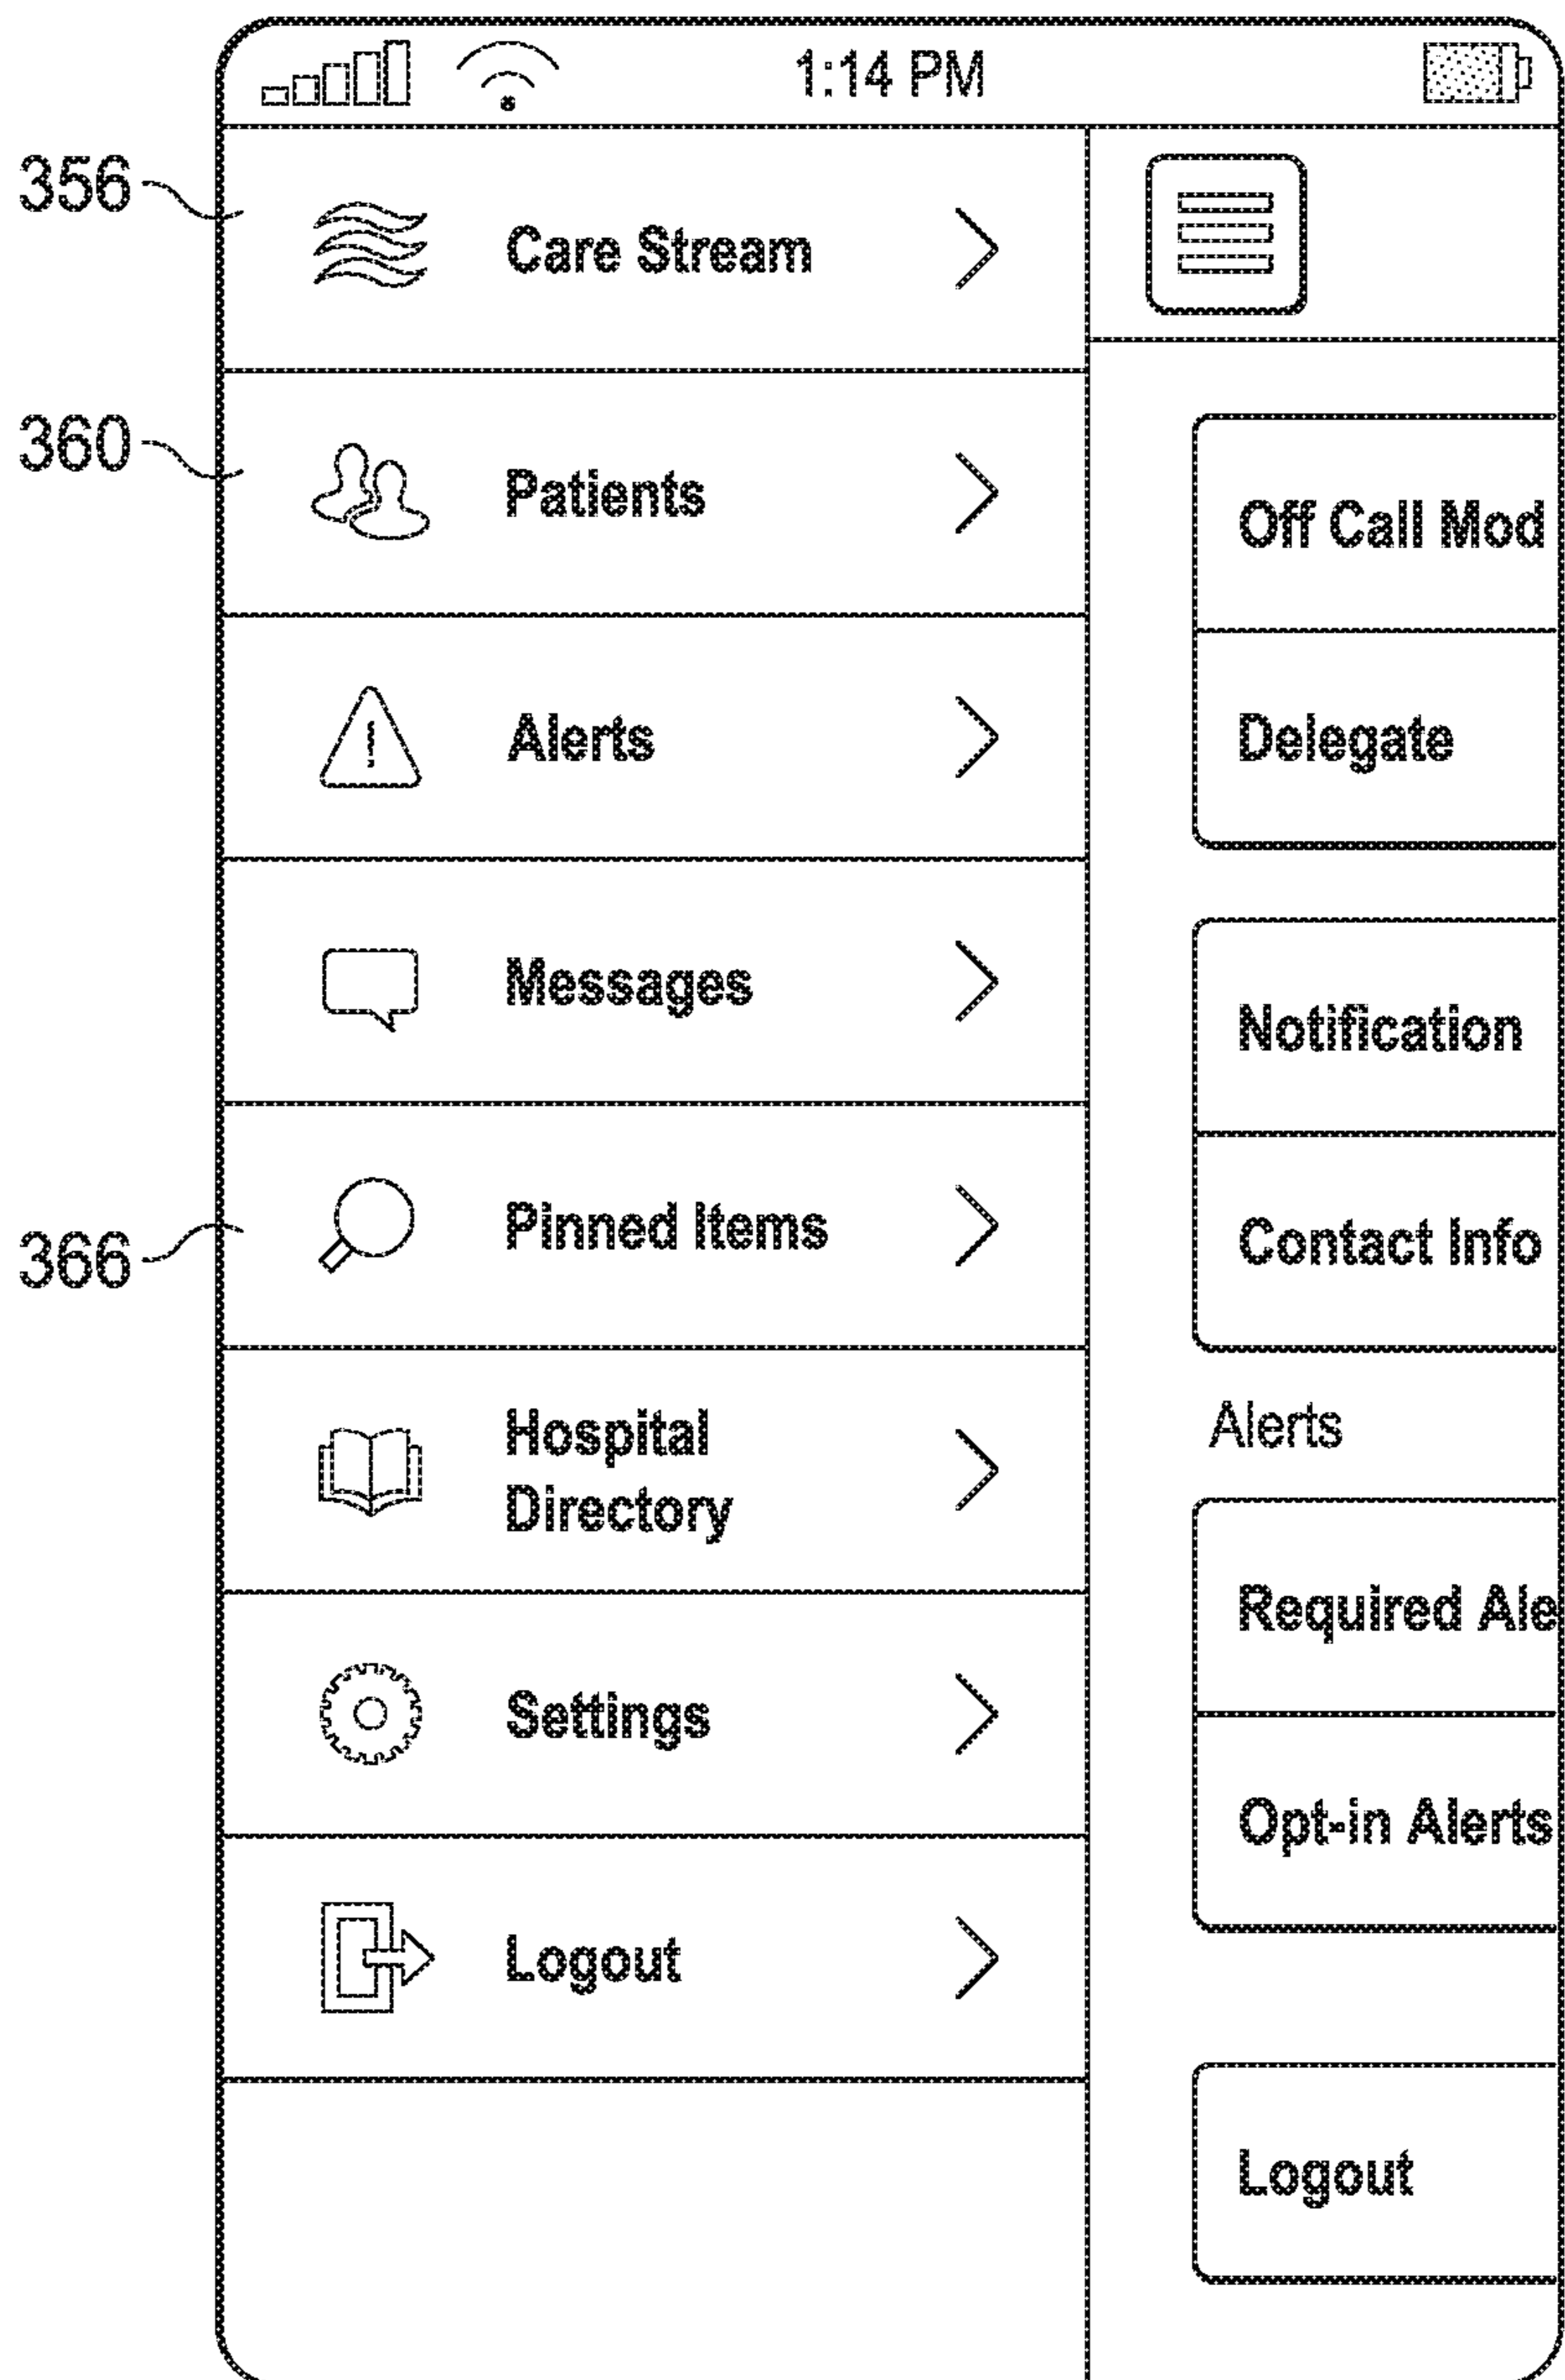 1:14 PM
356
Care Stream
360
Patients
Alerts
Messages
366
Pinned Items
Hospital
Directory
Settings
Logout
Off Call Mod
Delegate
Notification
Contact Info
Alerts
Required Ale
Opt-in Alerts
Logout